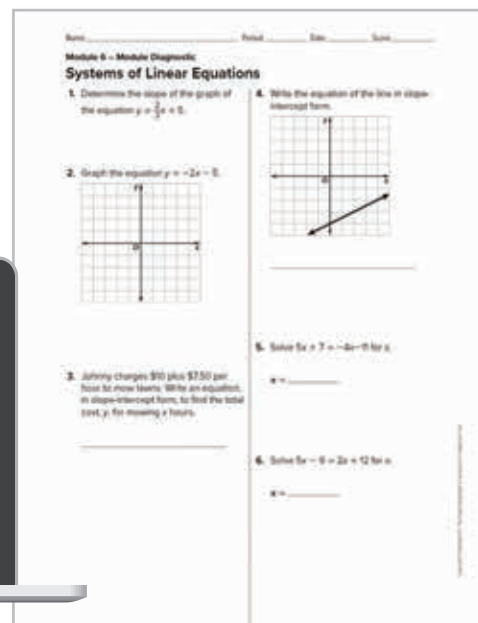 Name Period Date Score
Module 6 – Module Diagnostic
Systems of Linear Equations
1. Determine the slope of the graph of
the equation y = 2/3x + 5.
2. Graph the equation y = −2x − 5.
y
O
x
3. Johnny charges $10 plus $7.50 per
hour to mow lawns. Write an equation,
in slope-intercept form, to find the total
cost, y, for mowing x hours.
4. Write the equation of the line in slope-
intercept form.
y
O
x
5. Solve 5x + 7 = −4x−11 for x.
x =
6. Solve 5x − 6 = 2x + 12 for x.
x =